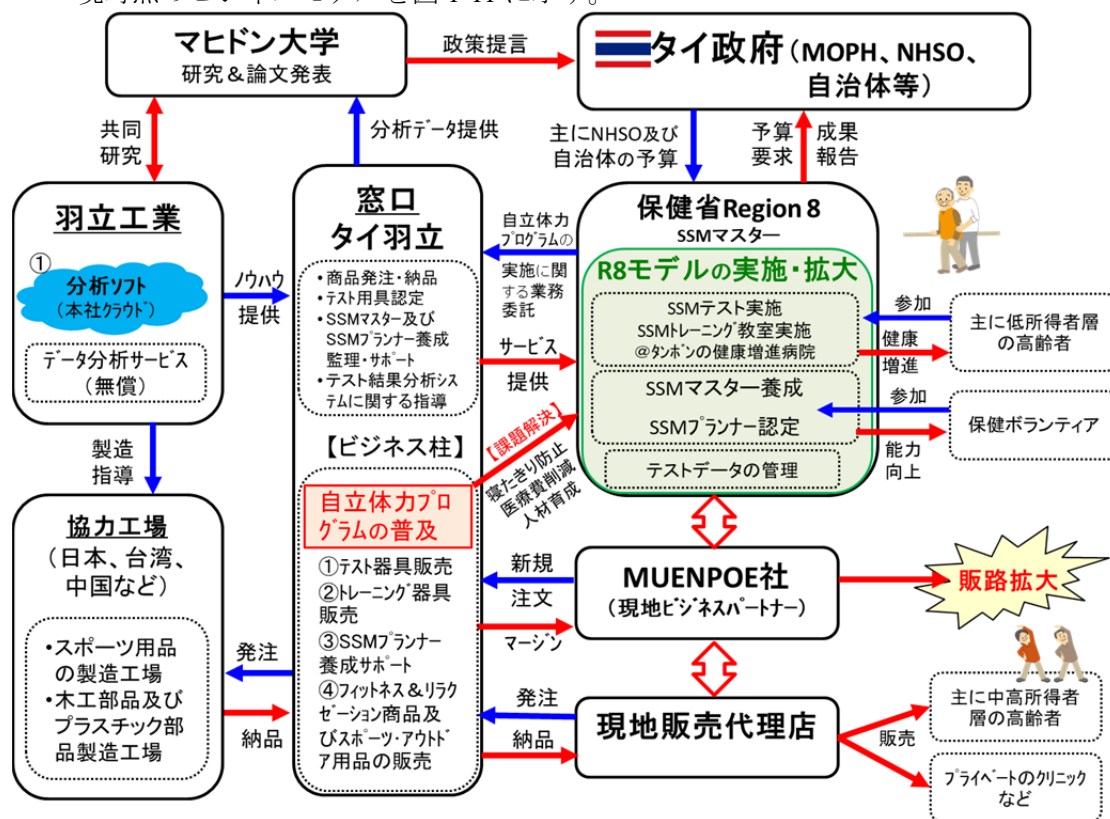 マヒドン大学
研究＆論文発表
政策提言
タイ政府（MOPH、NHSO、
自治体等）
共同
研究
分析データ提供
主にNHSO及び
自治体の予算
予算
要求
成果
報告
羽立工業
①
分析ソフト
(本社クラウド)
データ分析サービス
(無償)
ノウハウ
提供
窓口
タイ羽立
・商品発注・納品
・テスト用具認定
・SSMマスター及び
SSMプランナー養成
監理・サポート
・テスト結果分析シス
テムに関する指導
自立体力
プログラムの
実施に関
する業務
委託
サービス
提供
保健省Region 8
SSMマスター
R8モデルの実施・拡大
SSMテスト実施
SSMトレーニング教室実施
@タンボンの健康増進病院
SSMマスター養成
SSMプランナー認定
テストデータの管理
参加
健康
増進
主に低所得者層
の高齢者
参加
能力
向上
保健ボランティア
製造
指導
【ビジネス柱】
自立体力プロ
グラムの普及
【課題解決】
寝たきり防止
医療費削減
人材育成
①テスト器具販売
②トレーニング器具
販売
③SSMプランナー
養成サポート
④フィットネス＆リラク
ゼーション商品及
びスポーツ・アウトド
ア用品の販売
協力工場
（日本、台湾、
中国など）
・スポーツ用品
の製造工場
・木工部品及び
プラスチック部
品製造工場
発注
納品
新規
注文
マージン
MUENPOE社
（現地ビジネスパートナー）
販路拡大
発注
納品
現地販売代理店
販売
主に中高所得者
層の高齢者
プライベートのクリニック
など